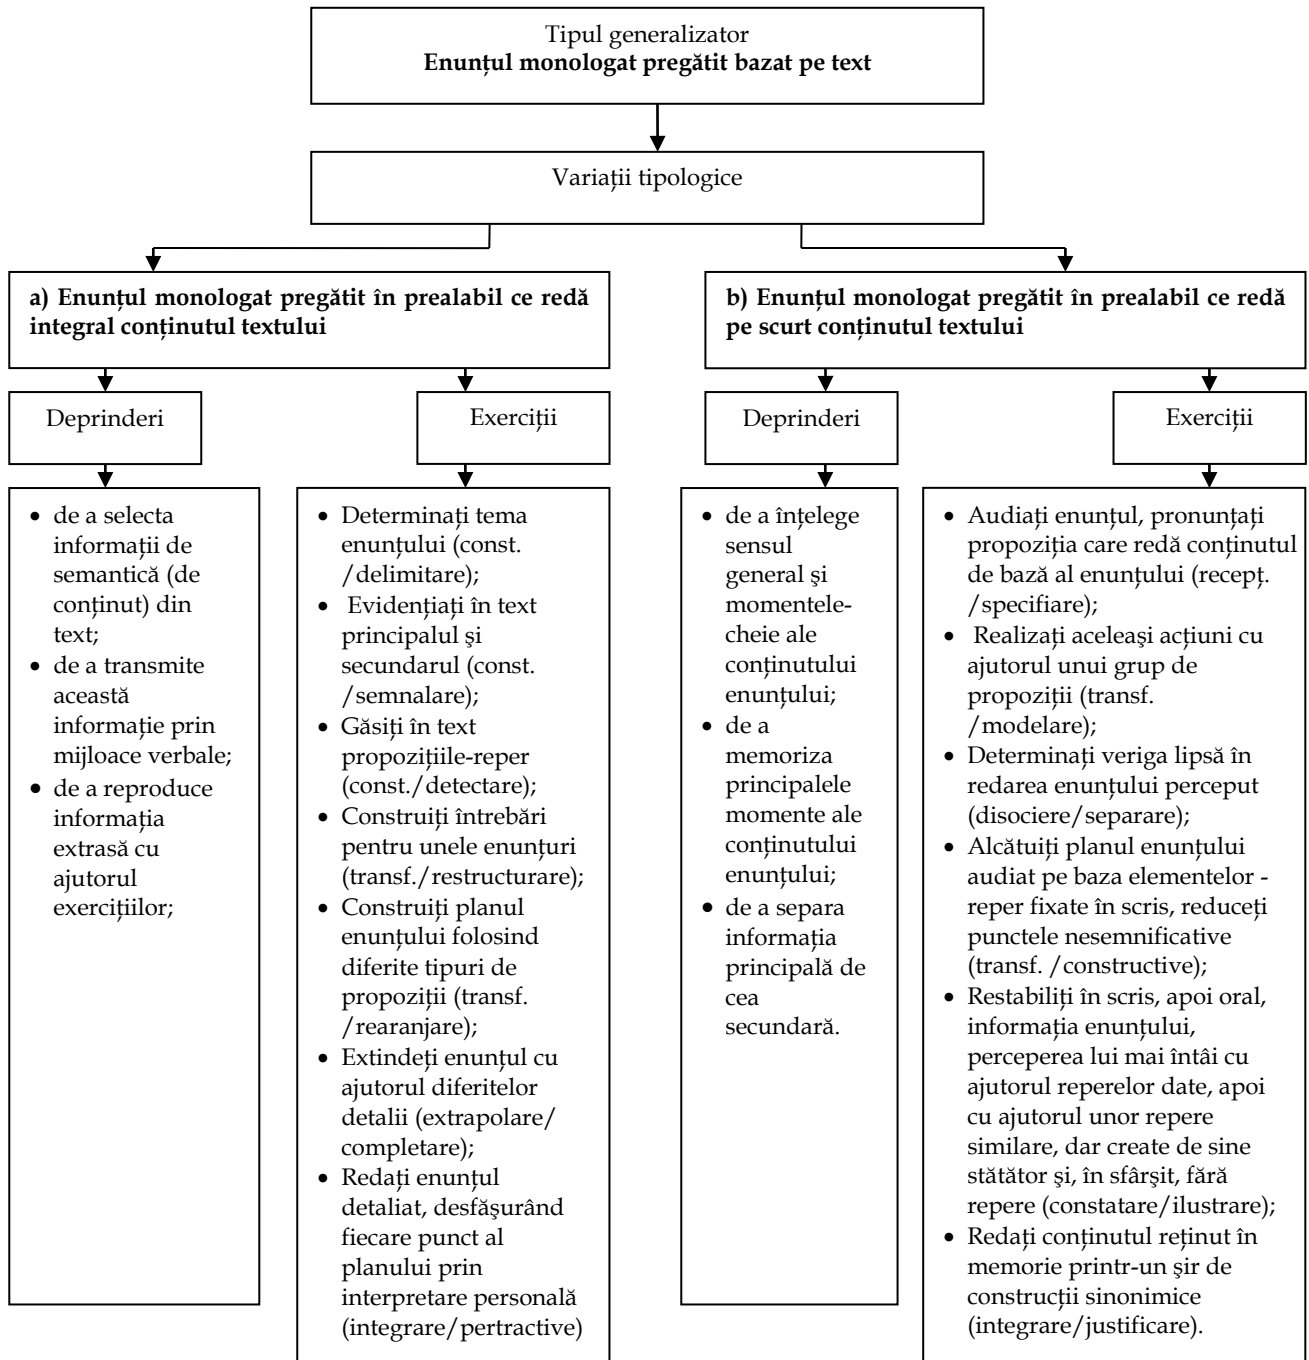 Tipul generalizator
Enunțul monologat pregătit bazat pe text
Variații tipologice
a) Enunțul monologat pregătit în prealabil ce redă
integral conținutul textului
b) Enunțul monologat pregătit în prealabil ce redă
pe scurt conținutul textului
Deprinderi
Exerciții
Deprinderi
Exerciții
• de a selecta
informații de
semantică (de
conținut) din
text;
• de a transmite
această
informație prin
mijloace verbale;
• de a reproduce
informația
extrasă cu
ajutorul
exercițiilor;
• Determinați tema
enunțului (const.
/delimitare);
• Evidențiați în text
principalul şi
secundarul (const.
/semnalare);
• Găsiți în text
propozițiile-reper
(const./detectare);
• Construiți întrebări
pentru unele enunțuri
(transf./restructurare);
• Construiți planul
enunțului folosind
diferite tipuri de
propoziții (transf.
/rearanjare);
• Extindeți enunțul cu
ajutorul diferitelor
detalii (extrapolare/
completare);
• Redați enunțul
detaliat, desfăşurând
fiecare punct al
planului prin
interpretare personală
(integrare/pertractive)
• de a înțelege
sensul
general şi
momentele-
cheie ale
conținutului
enunțului;
• de a
memoriza
principalele
momente ale
conținutului
enunțului;
• de a separa
informația
principală de
cea
secundară.
• Audiați enunțul, pronunțați
propoziția care redă conținutul
de bază al enunțului (recepț.
/specifiare);
• Realizați aceleaşi acțiuni cu
ajutorul unui grup de
propoziții (transf.
/modelare);
• Determinați veriga lipsă în
redarea enunțului perceput
(disociere/separare);
• Alcătuiți planul enunțului
audiat pe baza elementelor -
reper fixate în scris, reduceți
punctele nesemnificative
(transf. /constructive);
• Restabiliți în scris, apoi oral,
informația enunțului,
perceperea lui mai întâi cu
ajutorul reperelor date, apoi
cu ajutorul unor repere
similare, dar create de sine
stătător şi, în sfârşit, fără
repere (constatare/ilustrare);
• Redați conținutul reținut în
memorie printr-un şir de
construcții sinonimice
(integrare/justificare).